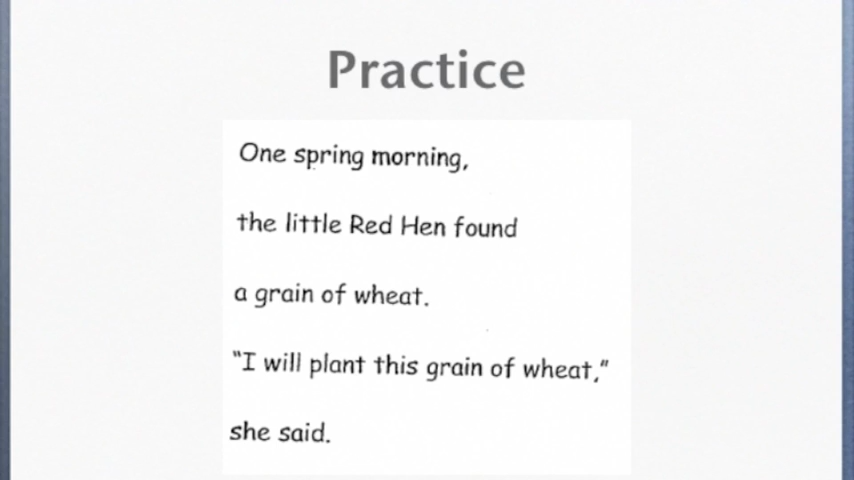 Practice
One spring morning,
the little Red Hen found
a grain of wheat.
“I will plant this grain of wheat,”
she said.